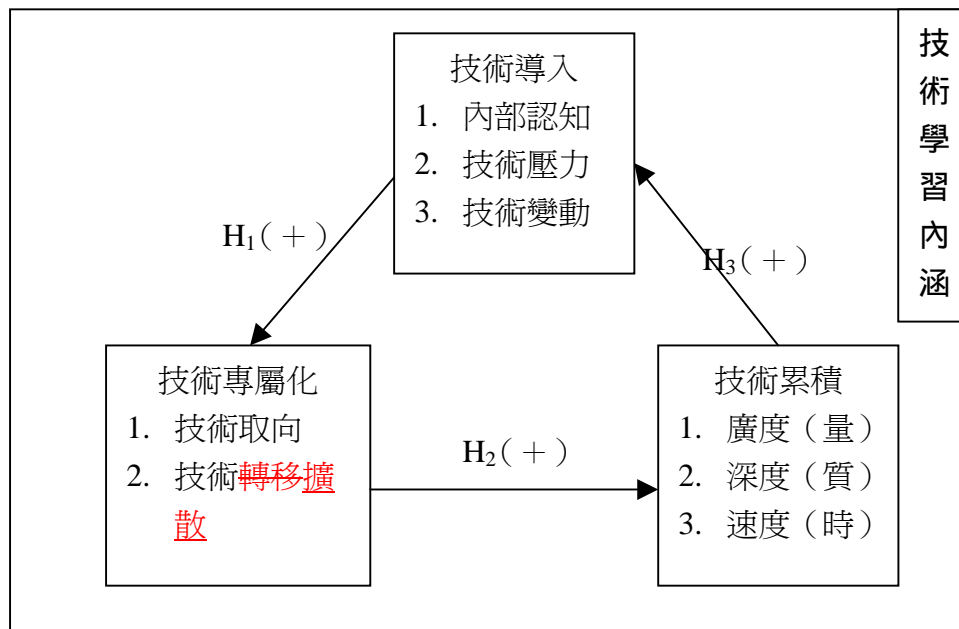 技術學習內涵
技術導入
1. 內部認知
2. 技術壓力
3. 技術變動
H₁（＋）
H₃（＋）
技術專屬化
1. 技術取向
2. 技術轉移擴
散
H₂（＋）
技術累積
1. 廣度（量）
2. 深度（質）
3. 速度（時）